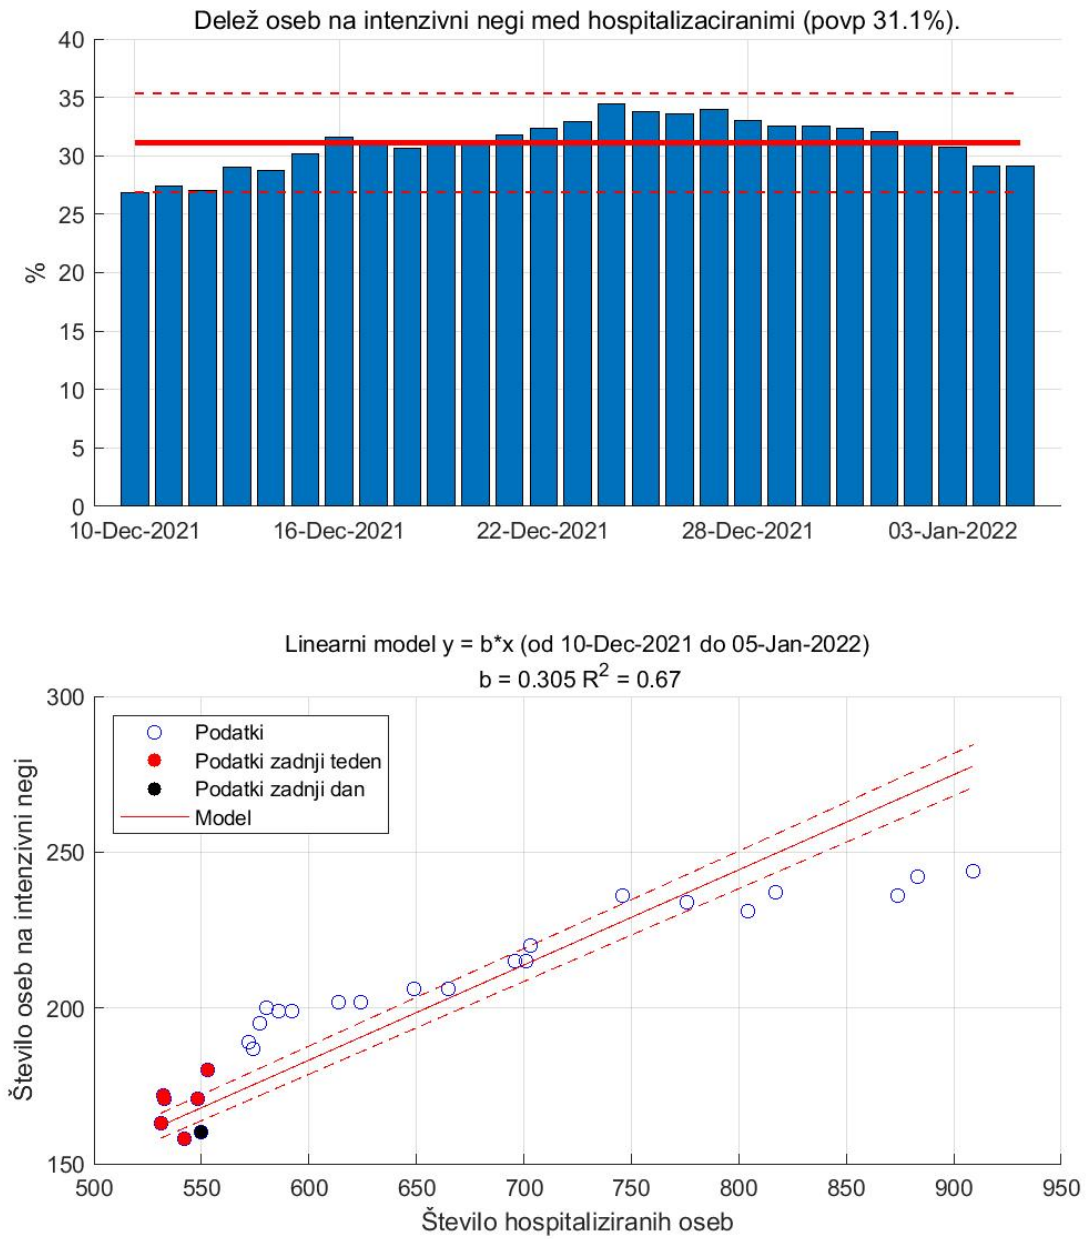 Delež oseb na intenzivni negi med hospitalizaciranimi (povp 31.1%).
40
35
30
25
20
15
10
5
0
%
10-Dec-2021 16-Dec-2021 22-Dec-2021 28-Dec-2021 03-Jan-2022
Linearni model y = b*x (od 10-Dec-2021 do 05-Jan-2022)
b = 0.305 R² = 0.67
300
250
200
150
Število oseb na intenzivni negi
Podatki
Podatki zadnji teden
Podatki zadnji dan
Model
500 550 600 650 700 750 800 850 900 950
Število hospitaliziranih oseb